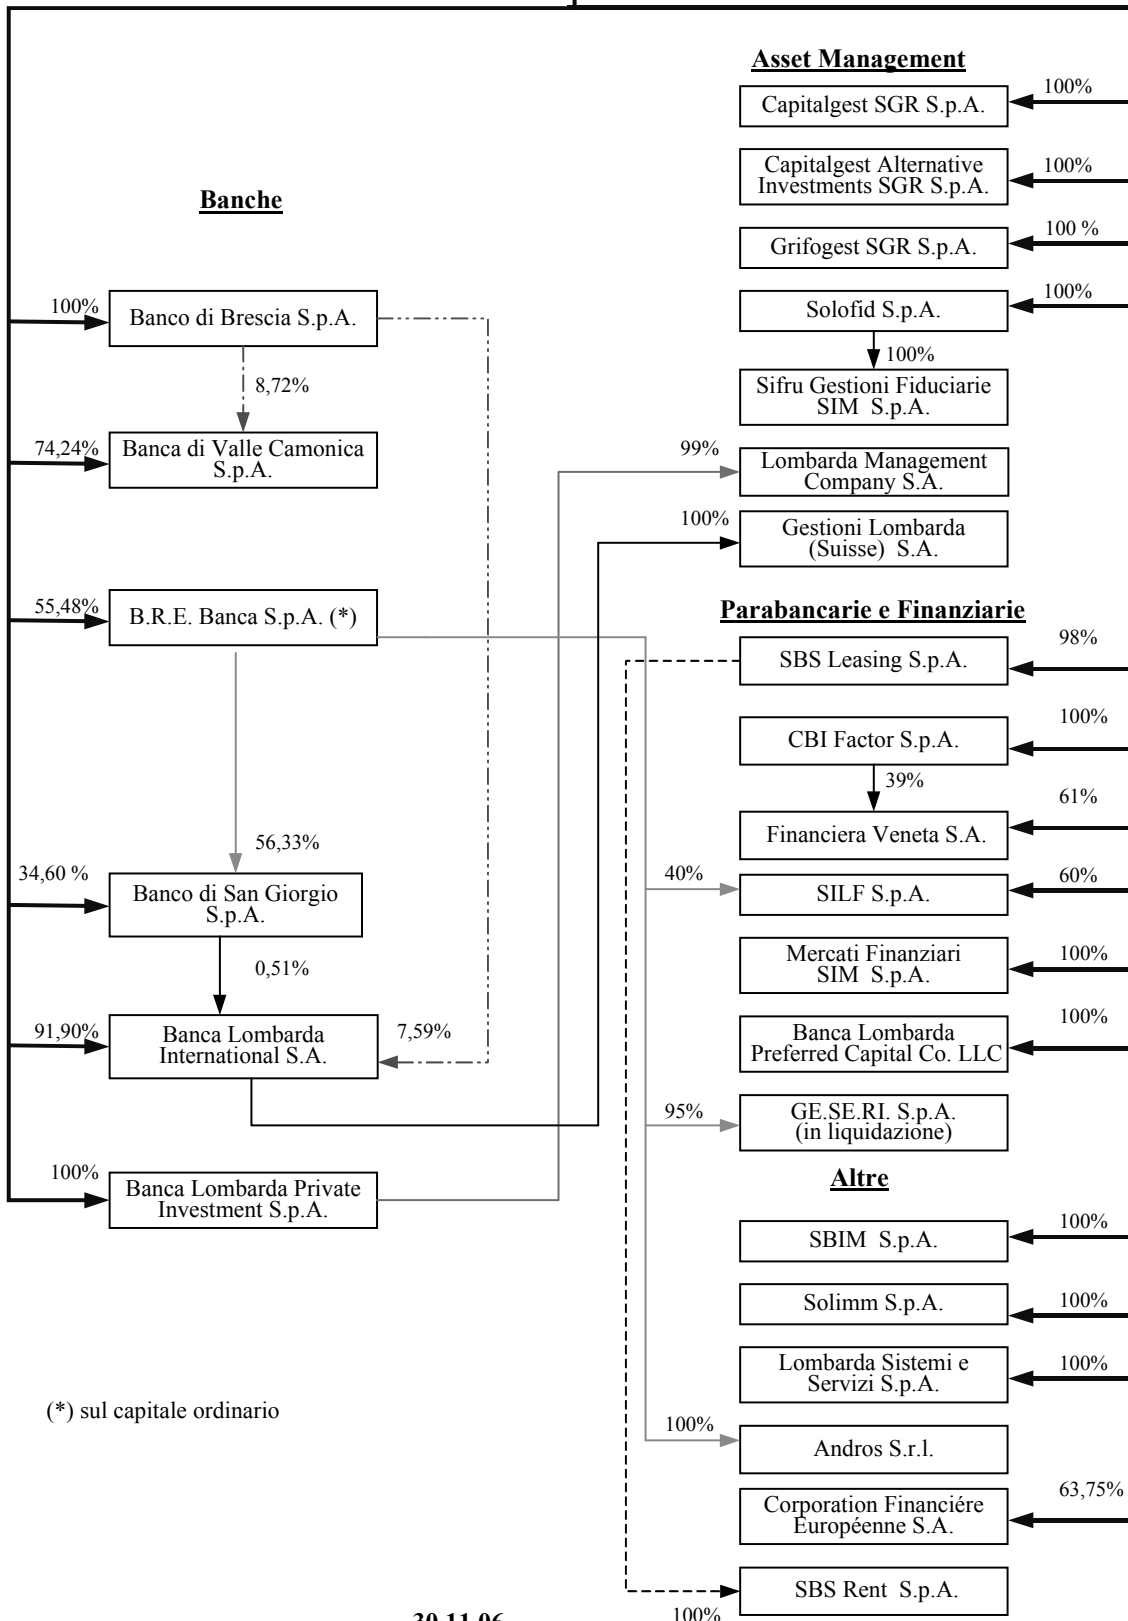 Banche
100%
Banco di Brescia S.p.A.
8,72%
74,24%
Banca di Valle Camonica
S.p.A.
55,48%
B.R.E. Banca S.p.A. (*)
56,33%
34,60 %
Banco di San Giorgio
S.p.A.
0,51%
91,90%
Banca Lombarda
International S.A.
7,59%
100%
Banca Lombarda Private
Investment S.p.A.
(*) sul capitale ordinario
Asset Management
Capitalgest SGR S.p.A.
100%
Capitalgest Alternative
Investments SGR S.p.A.
100%
Grifogest SGR S.p.A.
100 %
Solofid S.p.A.
100%
100%
Sifru Gestioni Fiduciarie
SIM S.p.A.
99%
Lombarda Management
Company S.A.
100%
Gestioni Lombarda
(Suisse) S.A.
Parabancarie e Finanziarie
SBS Leasing S.p.A.
98%
CBI Factor S.p.A.
100%
39%
Financiera Veneta S.A.
61%
40%
SILF S.p.A.
60%
Mercati Finanziari
SIM S.p.A.
100%
Banca Lombarda
Preferred Capital Co. LLC
100%
95%
GE.SE.RI. S.p.A.
(in liquidazione)
Altre
SBIM S.p.A.
100%
Solimm S.p.A.
100%
Lombarda Sistemi e
Servizi S.p.A.
100%
100%
Andros S.r.l.
Corporation Financiére
Européenne S.A.
63,75%
SBS Rent S.p.A.
100%
30.11.06